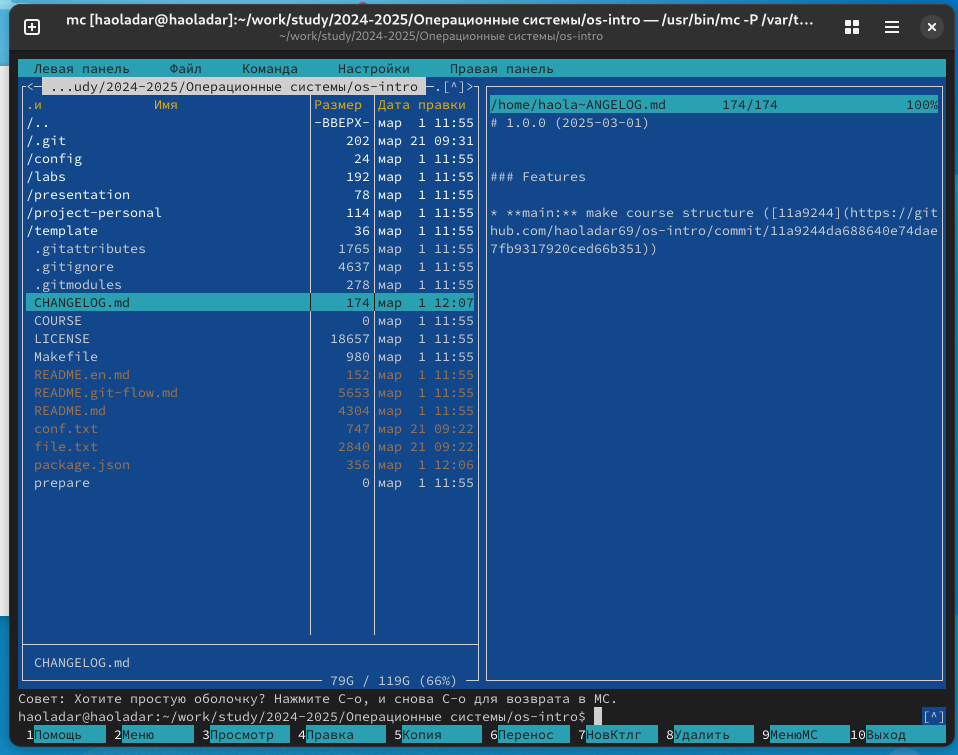 mc [haoladar@haoladar]:~/work/study/2024-2025/Операционные системы/os-intro — /usr/bin/mc -P /var/t…
~/work/study/2024-2025/Операционные системы/os-intro
Левая панель Файл Команда Настройки Правая панель
<─ ...udy/2024-2025/Операционные системы/os-intro ─.[^]>
.и Имя Размер Дата правки
/.. -ВВЕРХ- мар 1 11:55
/.git 202 мар 21 09:31
/config 24 мар 1 11:55
/labs 192 мар 1 11:55
/presentation 78 мар 1 11:55
/project-personal 114 мар 1 11:55
/template 36 мар 1 11:55
.gitattributes 1765 мар 1 11:55
.gitignore 4637 мар 1 11:55
.gitmodules 278 мар 1 11:55
CHANGELOG.md 174 мар 1 12:07
COURSE 0 мар 1 11:55
LICENSE 18657 мар 1 11:55
Makefile 980 мар 1 11:55
README.en.md 152 мар 1 11:55
README.git-flow.md 5653 мар 1 11:55
README.md 4304 мар 1 11:55
conf.txt 747 мар 21 09:22
file.txt 2840 мар 21 09:22
package.json 356 мар 1 12:06
prepare 0 мар 1 11:55
CHANGELOG.md
79G / 119G (66%)
/home/haola~ANGELOG.md 174/174 100%
# 1.0.0 (2025-03-01)
### Features
* **main:** make course structure ([11a9244](https://git
hub.com/haoladar69/os-intro/commit/11a9244da688640e74dae
7fb9317920ced66b351))
Совет: Хотите простую оболочку? Нажмите C-o, и снова C-o для возврата в MC.
haoladar@haoladar:~/work/study/2024-2025/Операционные системы/os-intro$ [^]
1Помощь 2Меню 3Просмотр 4Правка 5Копия 6Перенос 7НовКтлг 8Удалить 9МенюMC 10Выход